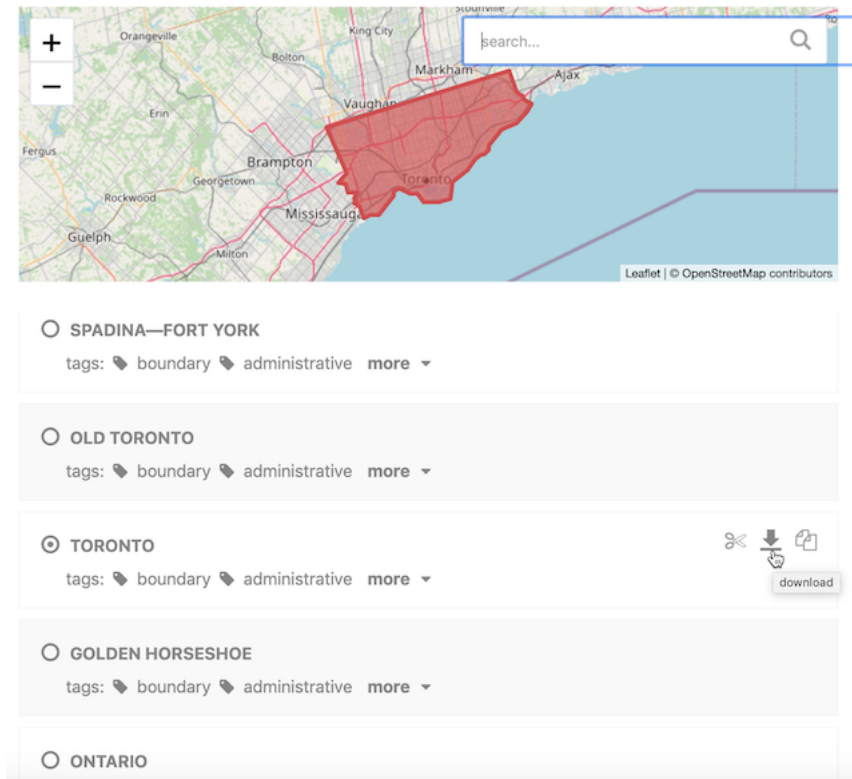 Stouffville
+
Orangeville
King City
search...
Bolton
Markham
Ajax
−
Vaughan
Erin
Fergus
Brampton
Toronto
Georgetown
Rockwood
Mississauga
Guelph
Milton
Leaflet | © OpenStreetMap contributors
SPADINA—FORT YORK
tags: boundary administrative more
OLD TORONTO
tags: boundary administrative more
TORONTO
tags: boundary administrative more
download
GOLDEN HORSESHOE
tags: boundary administrative more
ONTARIO